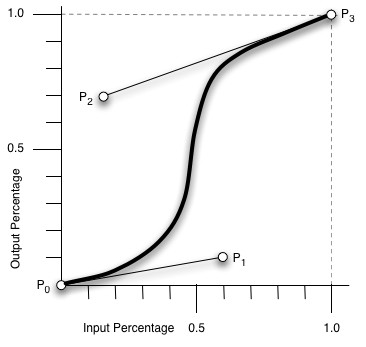 1.0
P3
P2
0.5
Output Percentage
P1
P0
Input Percentage 0.5 1.0